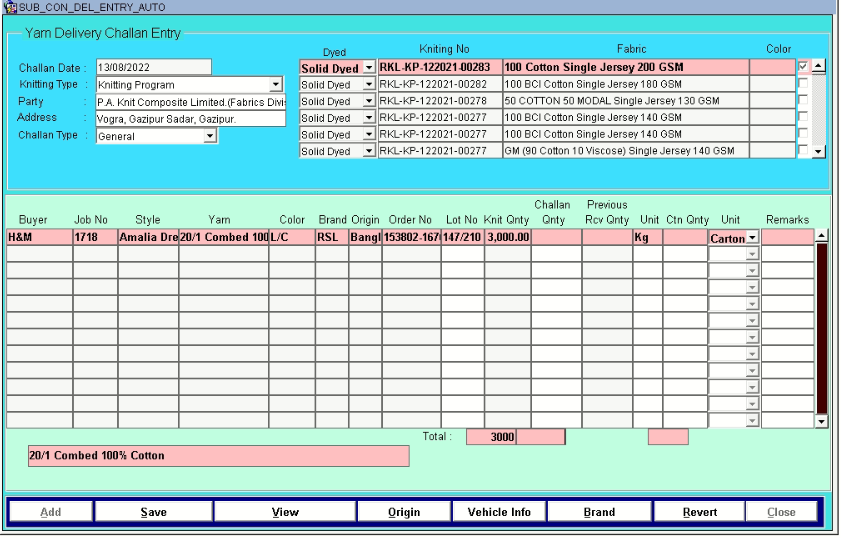 SUB_CON_DEL_ENTRY_AUTO
Yarn Delivery Challan Entry
Dyed Kniting No Fabric Color
Challan Date : 13/08/2022
Knitting Type : Knitting Program
Party : P.A. Knit Composite Limited.(Fabrics Divi
Address : Vogra, Gazipur Sadar, Gazipur.
Challan Type : General
Solid Dyed RKL-KP-122021-00283 100 Cotton Single Jersey 200 GSM
Solid Dyed RKL-KP-122021-00282 100 BCI Cotton Single Jersey 180 GSM
Solid Dyed RKL-KP-122021-00278 50 COTTON 50 MODAL Single Jersey 130 GSM
Solid Dyed RKL-KP-122021-00277 100 BCI Cotton Single Jersey 140 GSM
Solid Dyed RKL-KP-122021-00277 100 BCI Cotton Single Jersey 140 GSM
Solid Dyed RKL-KP-122021-00277 GM (90 Cotton 10 Viscose) Single Jersey 140 GSM
Buyer Job No Style Yarn Color Brand Origin Order No Lot No Knit Qnty Challan Qnty Previous Rcv Qnty Unit Ctn Qnty Unit Remarks
H&M 1718 Amalia Dre 20/1 Combed 100 L/C RSL Bangl 153802-167 147/210 3,000.00 Kg Carton
Total : 3000
20/1 Combed 100% Cotton
Add Save View Origin Vehicle Info Brand Revert Close